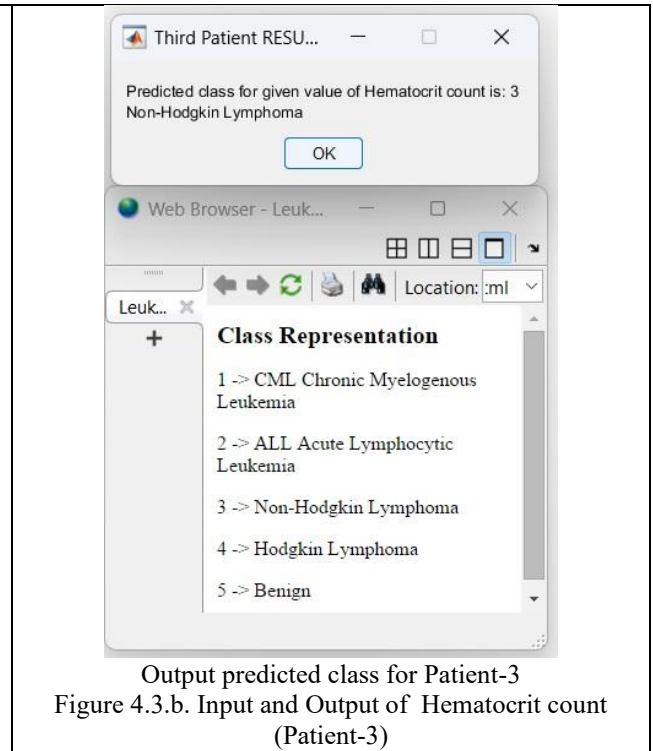 Third Patient RESU...
Predicted class for given value of Hematocrit count is: 3
Non-Hodgkin Lymphoma
OK
Web Browser - Leuk...
Location: :ml
Leuk...
+
Class Representation
1 -> CML Chronic Myelogenous
Leukemia
2 -> ALL Acute Lymphocytic
Leukemia
3 -> Non-Hodgkin Lymphoma
4 -> Hodgkin Lymphoma
5 -> Benign
Output predicted class for Patient-3
Figure 4.3.b. Input and Output of Hematocrit count
(Patient-3)